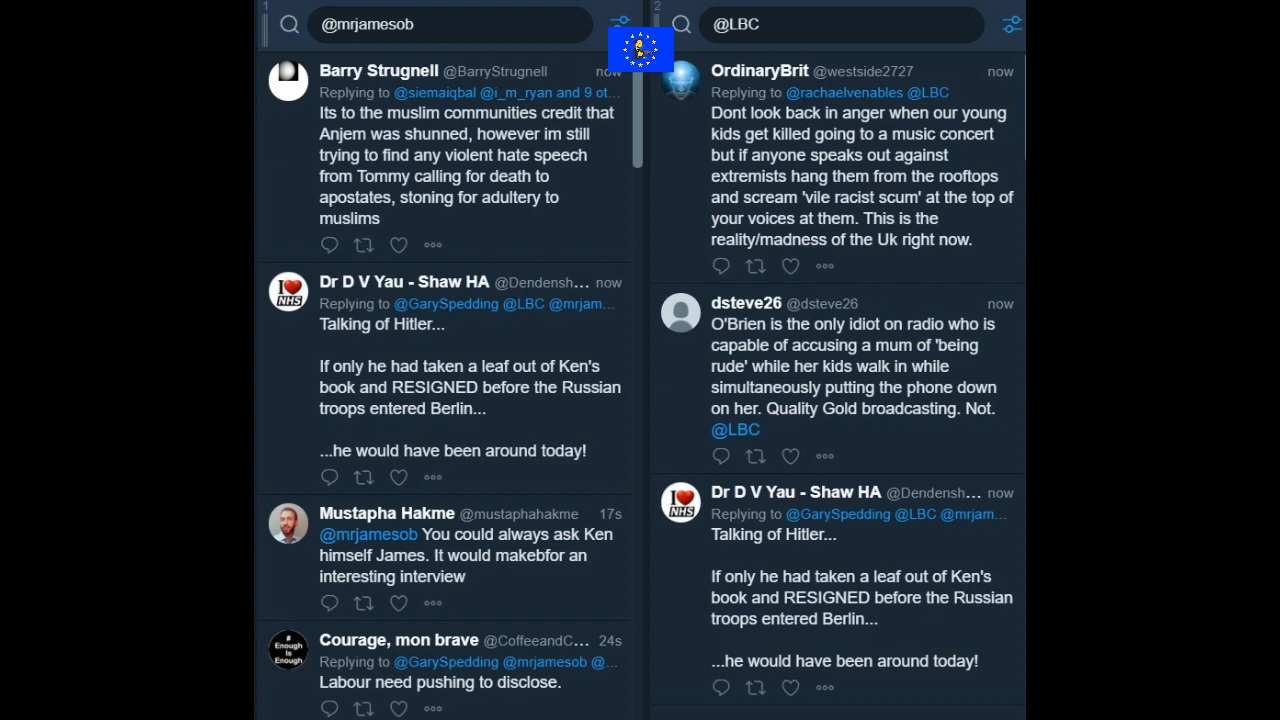 1
@mrjamesob
Barry Strugnell @BarryStrugnell now
Replying to @siemaiqbal @i_m_ryan and 9 ot...
Its to the muslim communities credit that
Anjem was shunned, however im still
trying to find any violent hate speech
from Tommy calling for death to
apostates, stoning for adultery to
muslims
I ❤ NHS
Dr D V Yau - Shaw HA @Dendensh... now
Replying to @GarySpedding @LBC @mrjam...
Talking of Hitler...
If only he had taken a leaf out of Ken's
book and RESIGNED before the Russian
troops entered Berlin...
...he would have been around today!
Mustapha Hakme @mustaphahakme 17s
@mrjamesob You could always ask Ken
himself James. It would makebfor an
interesting interview
# Enough Is Enough
Courage, mon brave @CoffeeandC... 24s
Replying to @GarySpedding @mrjamesob @...
Labour need pushing to disclose.
2
@LBC
OrdinaryBrit @westside2727 now
Replying to @rachaelvenables @LBC
Dont look back in anger when our young
kids get killed going to a music concert
but if anyone speaks out against
extremists hang them from the rooftops
and scream 'vile racist scum' at the top of
your voices at them. This is the
reality/madness of the Uk right now.
dsteve26 @dsteve26 now
O'Brien is the only idiot on radio who is
capable of accusing a mum of 'being
rude' while her kids walk in while
simultaneously putting the phone down
on her. Quality Gold broadcasting. Not.
@LBC
I ❤ NHS
Dr D V Yau - Shaw HA @Dendensh... now
Replying to @GarySpedding @LBC @mrjam...
Talking of Hitler...
If only he had taken a leaf out of Ken's
book and RESIGNED before the Russian
troops entered Berlin...
...he would have been around today!